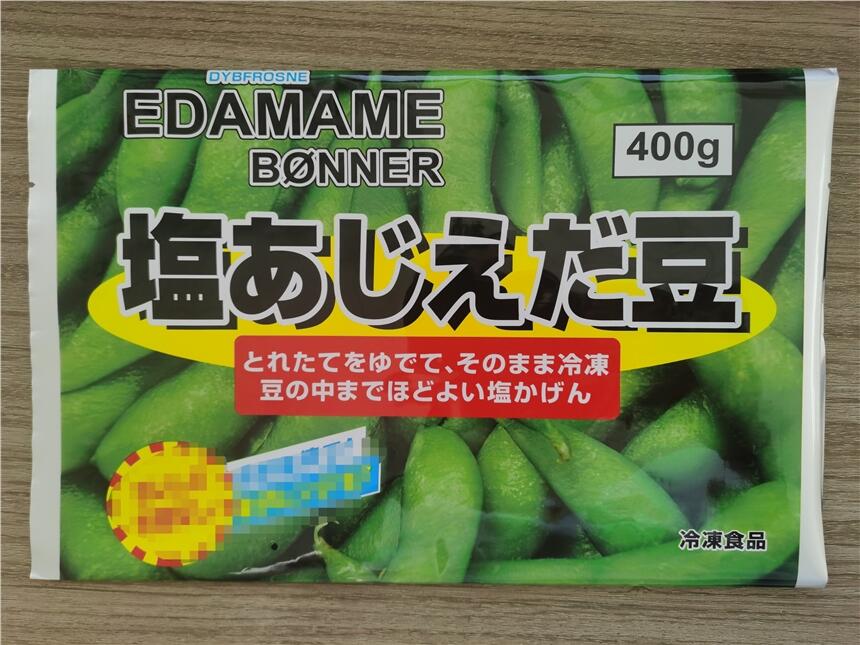 DYBFROSNE
EDAMAME
BØNNER
400g
塩あじえだ豆
とれたてをゆでて、そのまま冷凍
豆の中までほどよい塩かげん
冷凍食品